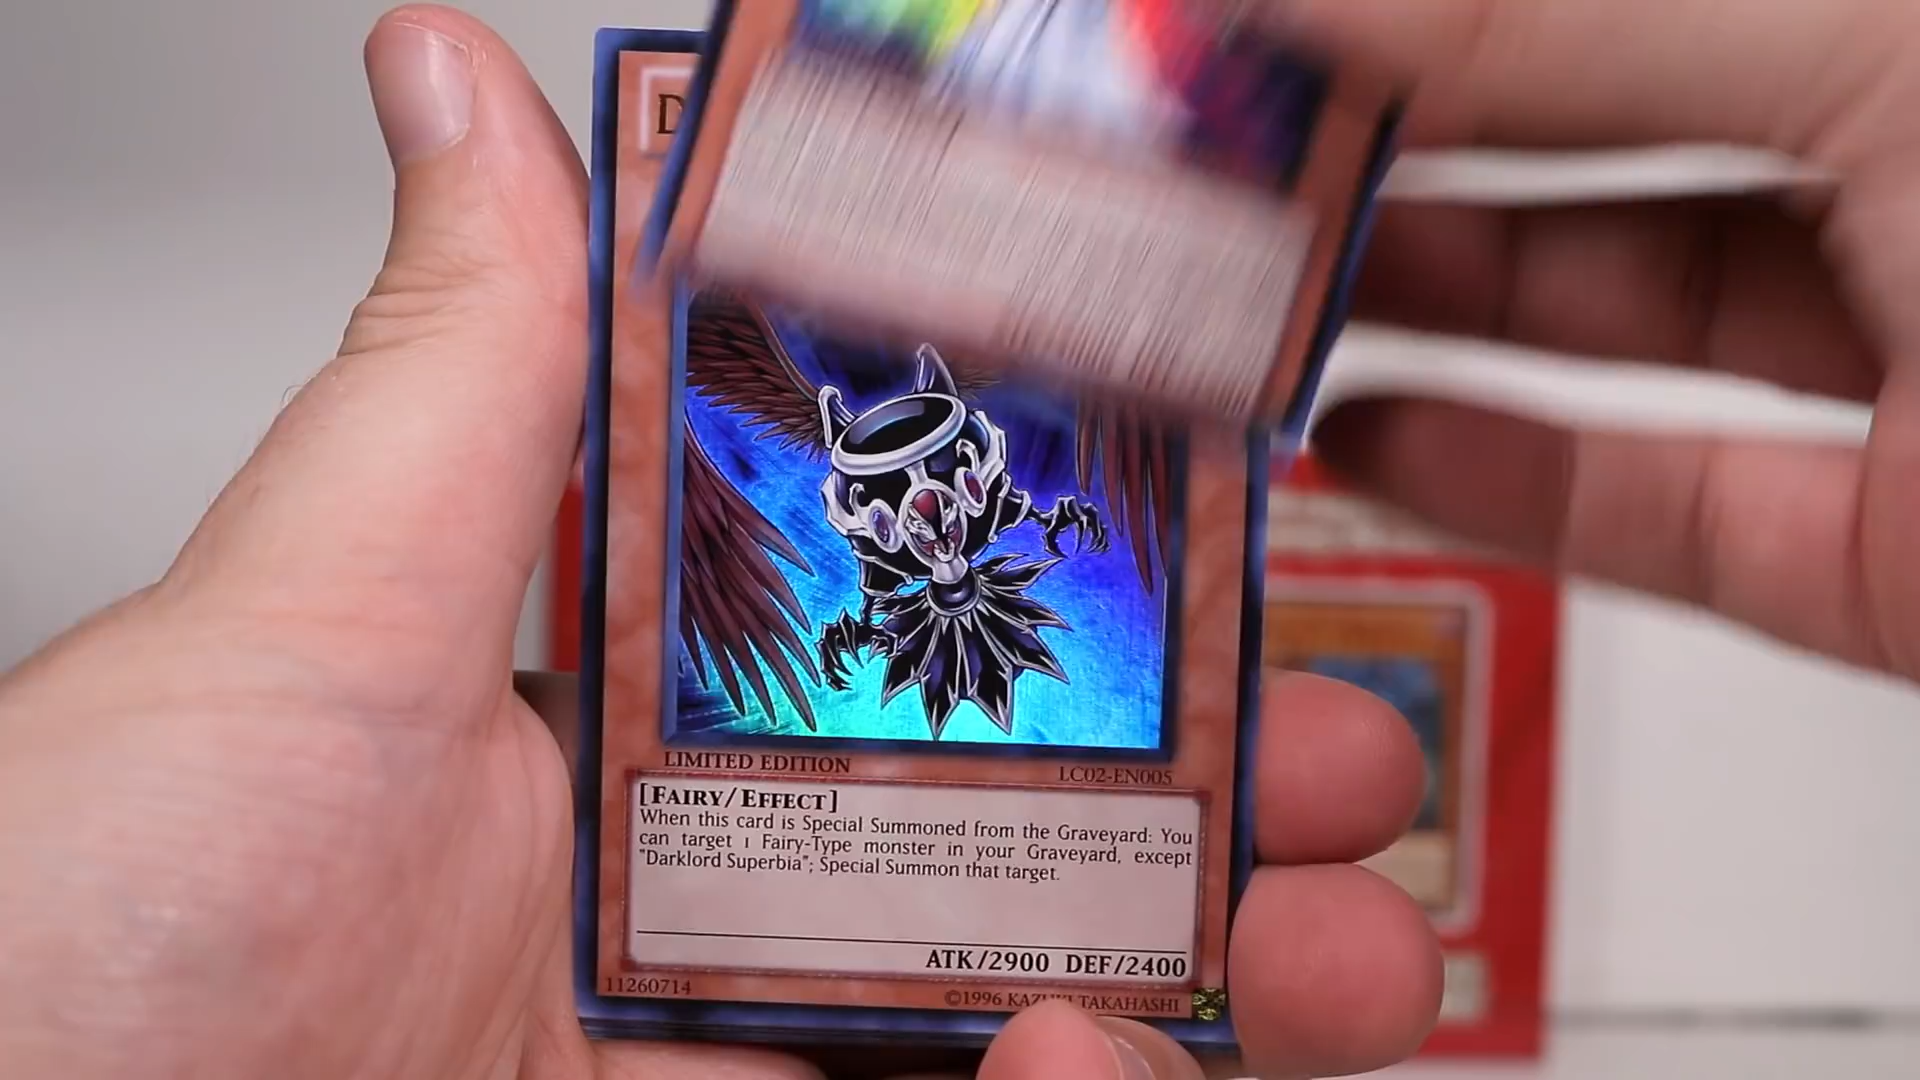 D
LIMITED EDITION
LC02-EN005
[FAIRY/EFFECT]
When this card is Special Summoned from the Graveyard: You
can target 1 Fairy-Type monster in your Graveyard, except
"Darklord Superbia"; Special Summon that target.
ATK/2900 DEF/2400
11260714
©1996 TAKAHASHI